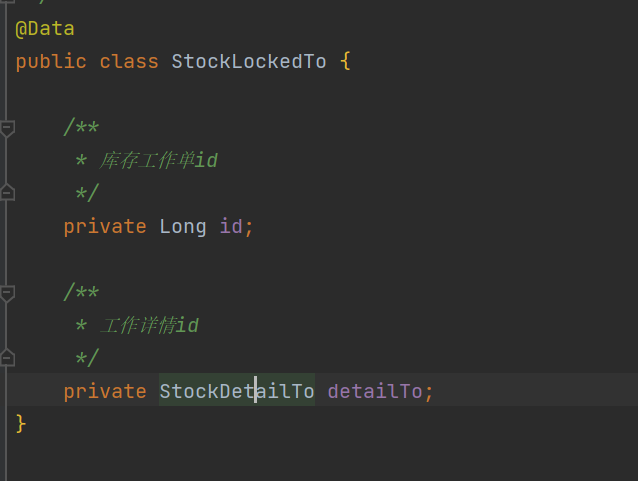 */
@Data
public class StockLockedTo {
/**
* 库存工作单id
*/
private Long id;
/**
* 工作详情id
*/
private StockDetailTo detailTo;
}